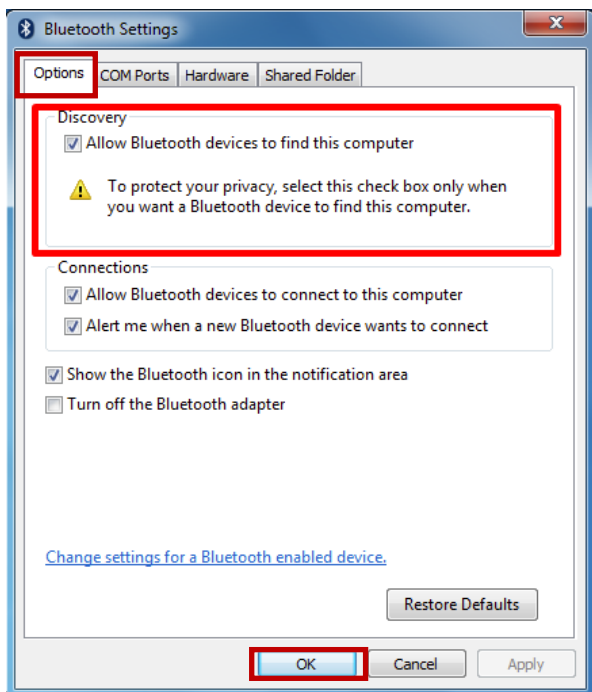 Bluetooth Settings
Options COM Ports Hardware Shared Folder
Discovery
Allow Bluetooth devices to find this computer
To protect your privacy, select this check box only when
you want a Bluetooth device to find this computer.
Connections
Allow Bluetooth devices to connect to this computer
Alert me when a new Bluetooth device wants to connect
Show the Bluetooth icon in the notification area
Turn off the Bluetooth adapter
Change settings for a Bluetooth enabled device.
Restore Defaults
OK Cancel Apply